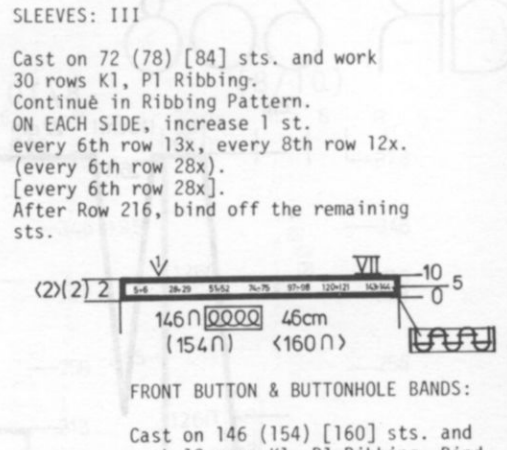 SLEEVES: III
Cast on 72 (78) [84] sts. and work
30 rows K1, P1 Ribbing.
Continue in Ribbing Pattern.
ON EACH SIDE, increase 1 st.
every 6th row 13x, every 8th row 12x.
(every 6th row 28x).
[every 6th row 28x].
After Row 216, bind off the remaining
sts.
1 VII
<2>(2) 2
5+6 28+29 51+52 74+75 97+98 120+121 143+144
10
5
0
146∩ 46cm
(154∩) <160∩>
FRONT BUTTON & BUTTONHOLE BANDS:
Cast on 146 (154) [160] sts. and